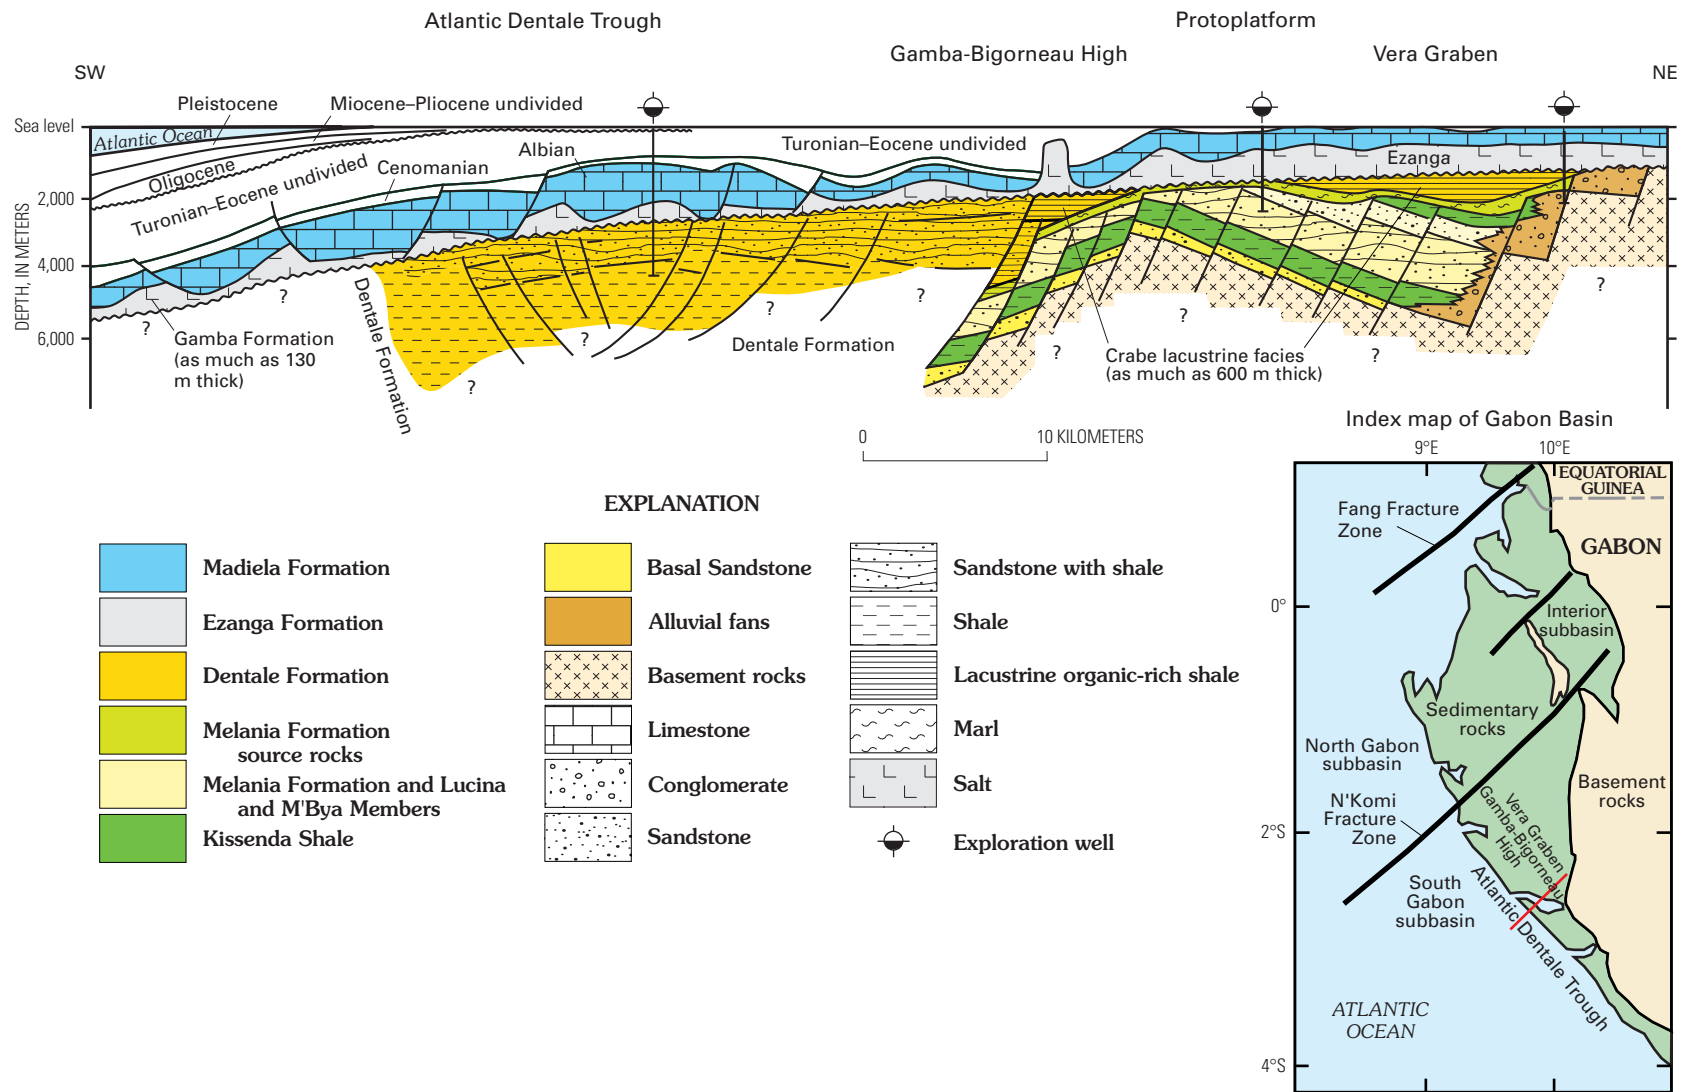 Atlantic Dentale Trough
Protoplatform
Gamba-Bigorneau High
Vera Graben
SW
NE
Pleistocene
Miocene–Pliocene undivided
Sea level
Atlantic Ocean
Oligocene
Turonian–Eocene undivided
Cenomanian
Albian
Turonian–Eocene undivided
Ezanga
DEPTH, IN METERS
2,000
4,000
6,000
?
?
?
?
?
?
?
?
?
?
Gamba Formation
(as much as 130
m thick)
Dentale Formation
Dentale Formation
Crabe lacustrine facies
(as much as 600 m thick)
0
10 KILOMETERS
EXPLANATION
Madiela Formation
Ezanga Formation
Dentale Formation
Melania Formation
source rocks
Melania Formation and Lucina
and M'Bya Members
Kissenda Shale
Basal Sandstone
Alluvial fans
Basement rocks
Limestone
Conglomerate
Sandstone
Sandstone with shale
Shale
Lacustrine organic-rich shale
Marl
Salt
Exploration well
Index map of Gabon Basin
9°E
10°E
0°
2°S
4°S
EQUATORIAL
GUINEA
Fang Fracture
Zone
GABON
Interior
subbasin
Sedimentary
rocks
North Gabon
subbasin
N'Komi
Fracture
Zone
Basement
rocks
Vera Graben
Gamba-Bigorneau
High
South
Gabon
subbasin
Atlantic Dentale Trough
ATLANTIC
OCEAN